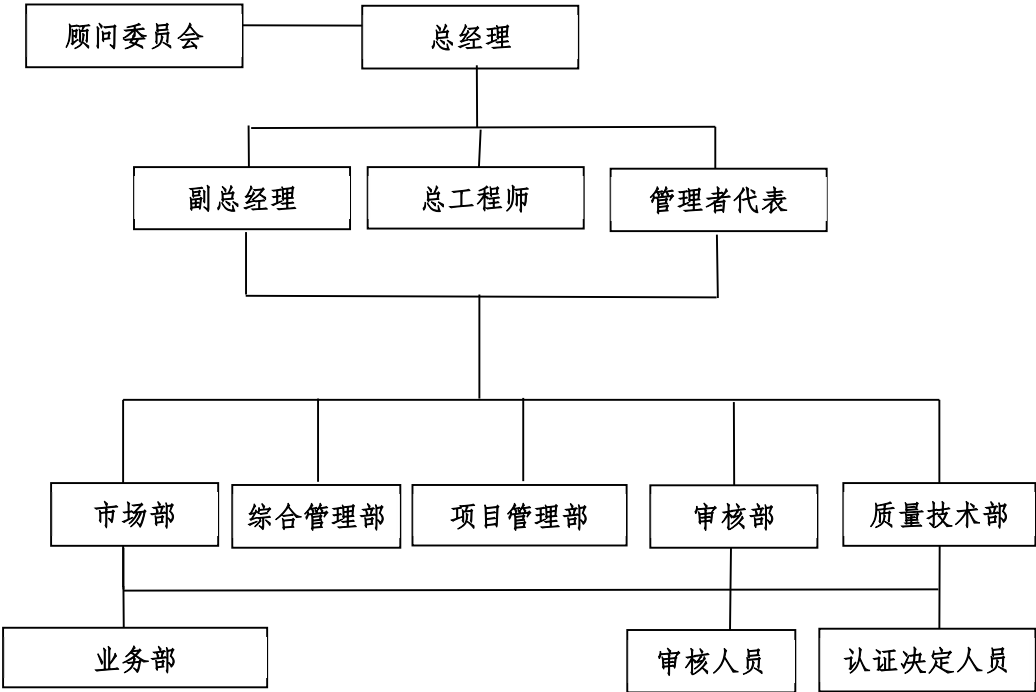 顾问委员会
总经理
副总经理
总工程师
管理者代表
市场部
综合管理部
项目管理部
审核部
质量技术部
业务部
审核人员
认证决定人员